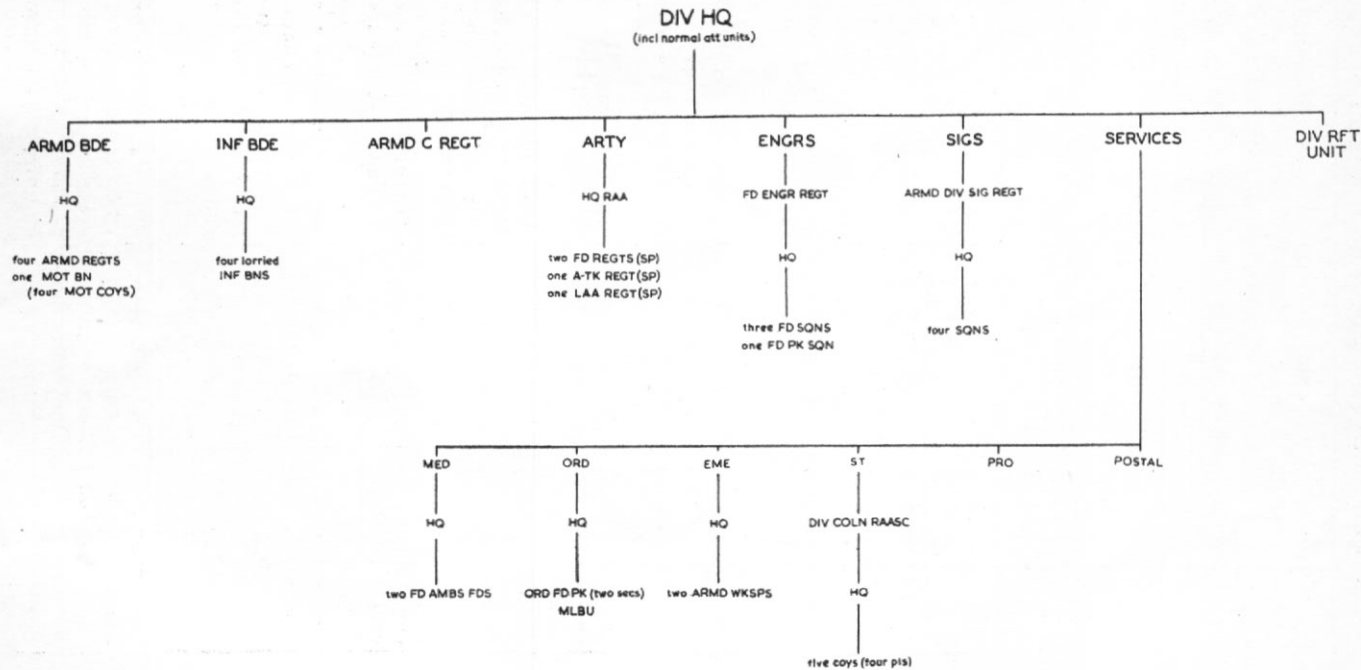 DIV HQ
(incl normal att units)
ARMD BDE
INF BDE
ARMD C REGT
ARTY
ENGRS
SIGS
SERVICES
DIV RFT
UNIT
HQ
HQ
HQ RAA
FD ENGR REGT
ARMD DIV SIG REGT
four ARMD REGTS
one MOT BN
(four MOT COYS)
four lorried
INF BNS
two FD REGTS (SP)
one A-TK REGT (SP)
one LAA REGT (SP)
HQ
HQ
three FD SQNS
one FD PK SQN
four SQNS
MED
ORD
EME
ST
PRO
POSTAL
HQ
HQ
HQ
DIV COLN RAASC
two FD AMBS FDS
ORD FD PK (two secs)
MLBU
two ARMD WKSPS
HQ
five coys (four pls)